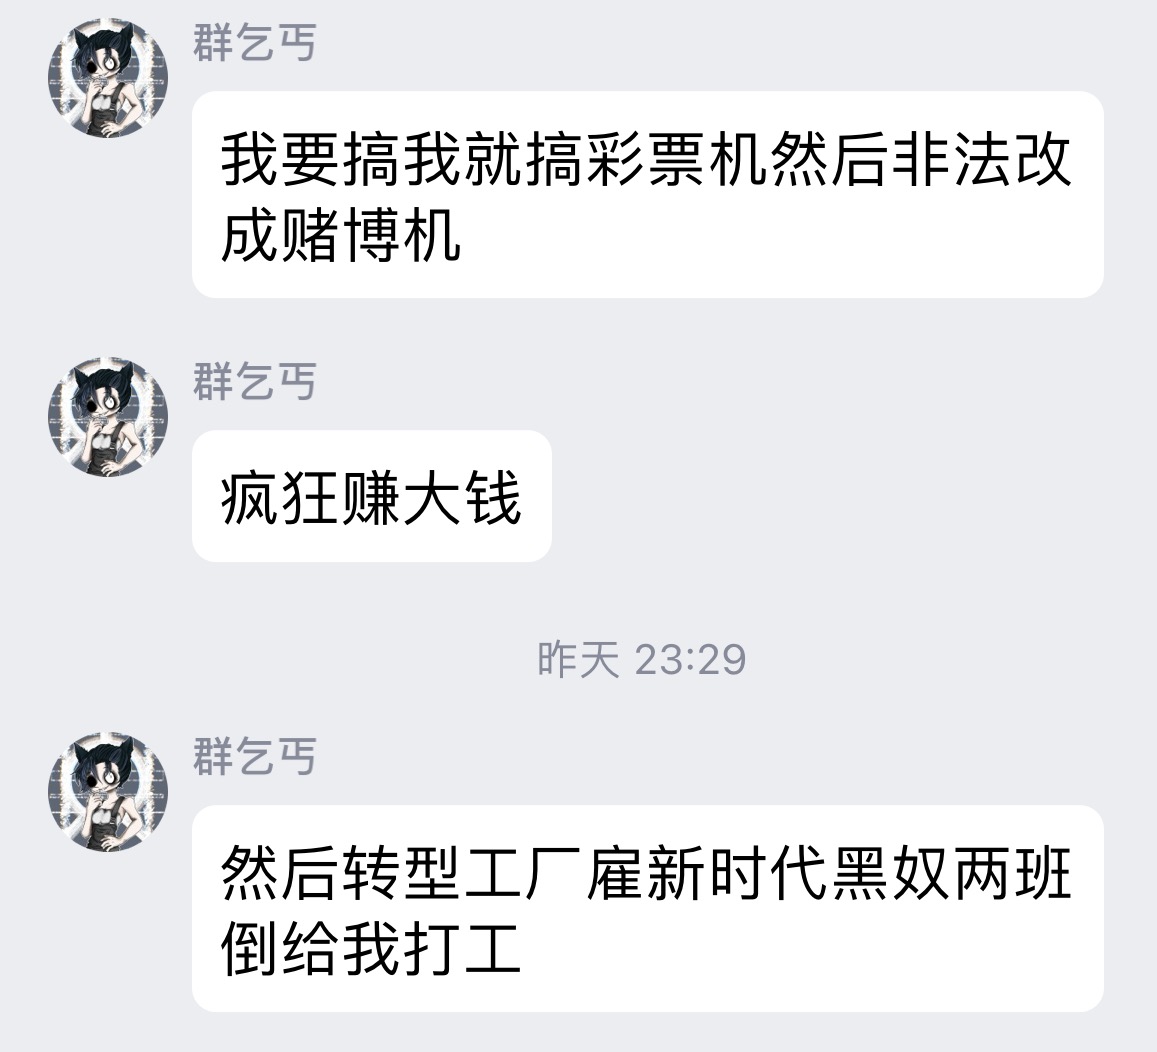 群乞丐
我要搞我就搞彩票机然后非法改
成赌博机
群乞丐
疯狂赚大钱
昨天 23:29
群乞丐
然后转型工厂雇新时代黑奴两班
倒给我打工